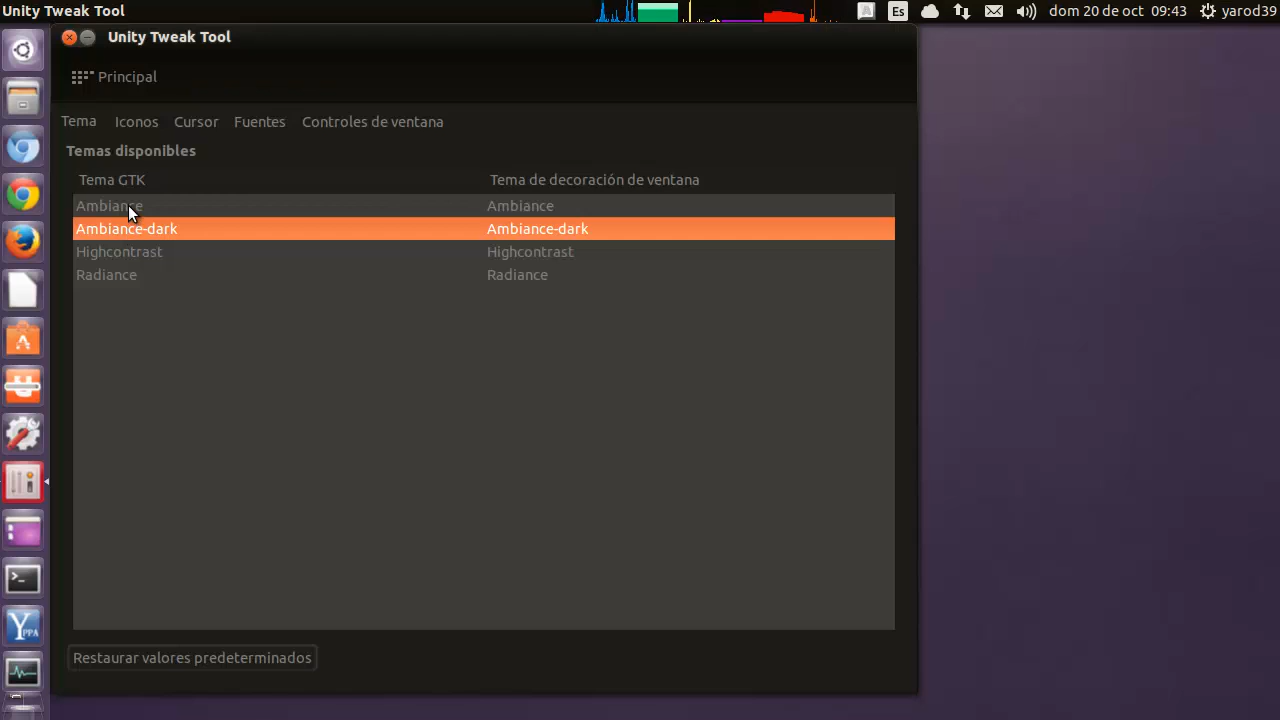 Unity Tweak Tool
Es
dom 20 de oct 09:43
yarod39
Unity Tweak Tool
Principal
Tema Iconos Cursor Fuentes Controles de ventana
Temas disponibles
Tema GTK Tema de decoración de ventana
Ambiance Ambiance
Ambiance-dark Ambiance-dark
Highcontrast Highcontrast
Radiance Radiance
Restaurar valores predeterminados
A
YPPA